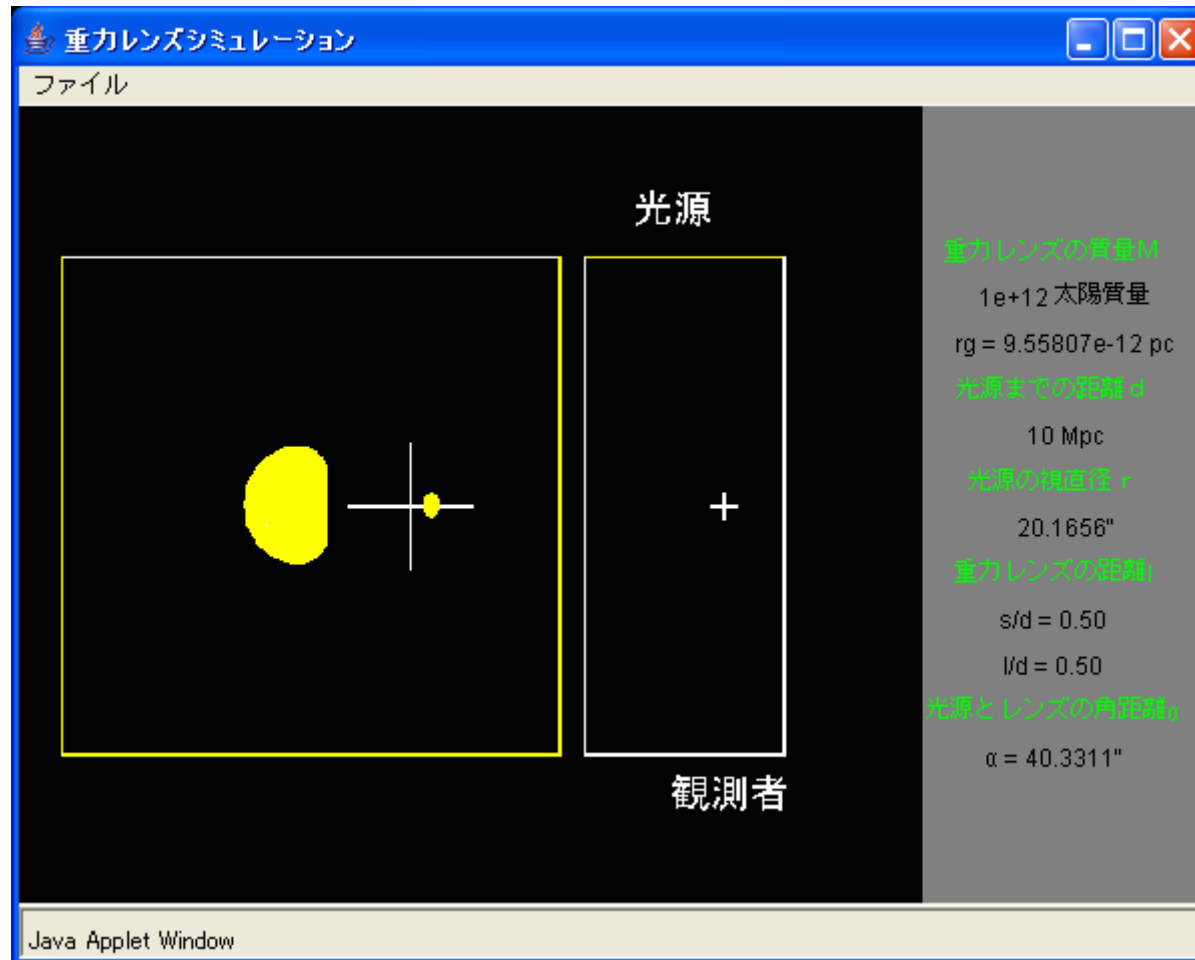 重力レンズシミュレーション
ファイル
光源
観測者
重力レンズの質量M
1e+12 太陽質量
rg = 9.55807e-12 pc
光源までの距離 d
10 Mpc
光源の視直径 r
20.1656"
重力レンズの距離l
s/d = 0.50
l/d = 0.50
光源とレンズの角距離α
α = 40.3311"
Java Applet Window